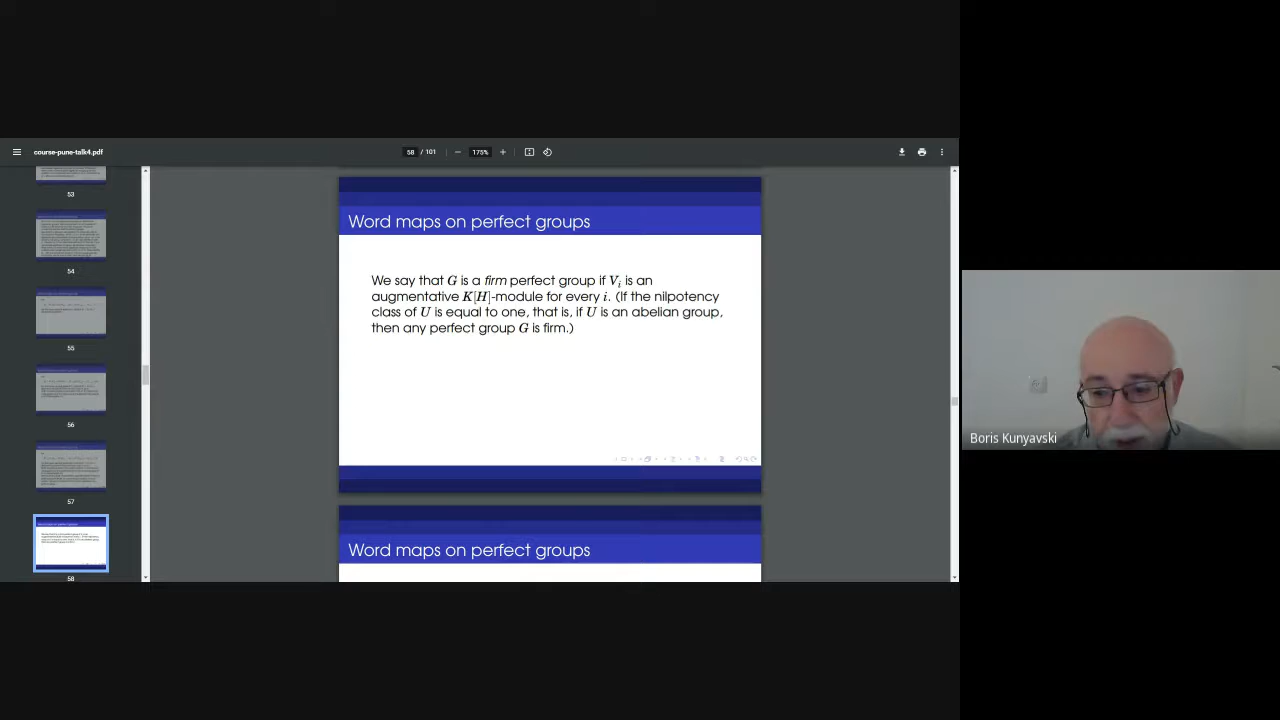 course-pune-talk4.pdf
58 / 101
175%
53
54
55
56
57
58
Word maps on perfect groups
We say that G is a firm perfect group if V_i is an
augmentative K[H]-module for every i. (If the nilpotency
class of U is equal to one, that is, if U is an abelian group,
then any perfect group G is firm.)
Word maps on perfect groups
Boris Kunyavski